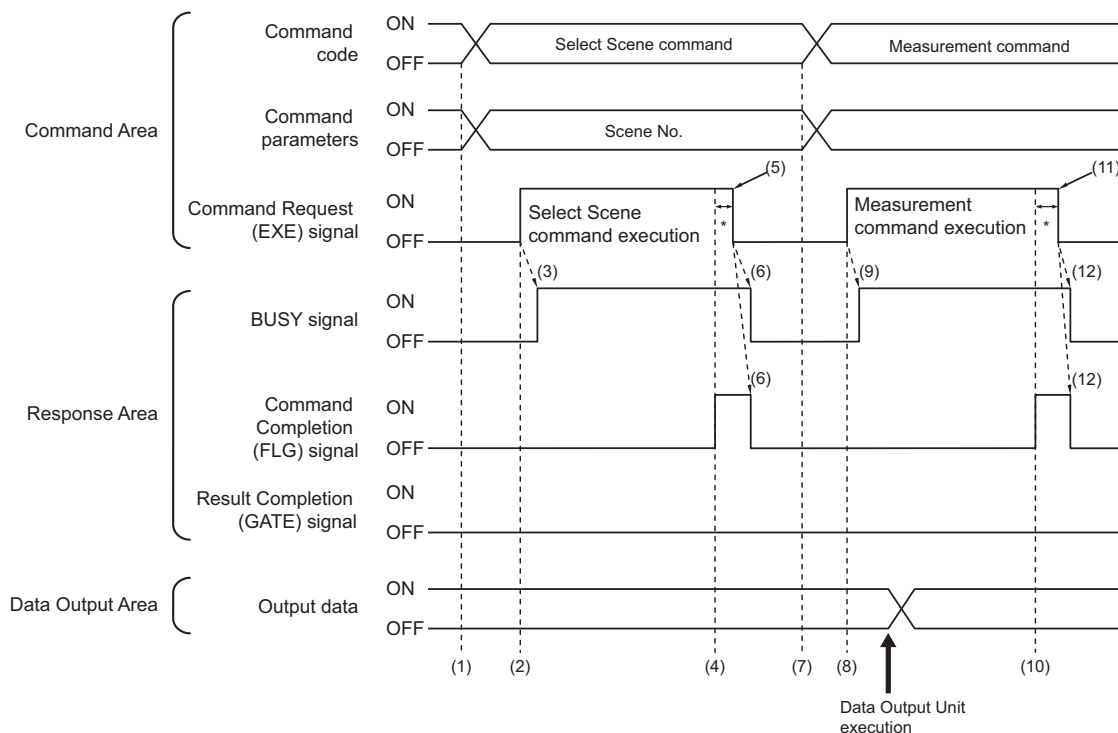 Command Area
Command
code
ON
OFF
Select Scene command
Measurement command
Command
parameters
ON
OFF
Scene No.
Command Request
(EXE) signal
ON
OFF
Select Scene
command execution
*
(5)
Measurement
command execution
*
(11)
Response Area
BUSY signal
ON
OFF
(3)
(6)
(9)
(12)
Command
Completion
(FLG) signal
ON
OFF
(6)
(12)
Result Completion
(GATE) signal
ON
OFF
Data Output Area
Output data
ON
OFF
(1)
(2)
(4)
(7)
(8)
(10)
Data Output Unit
execution